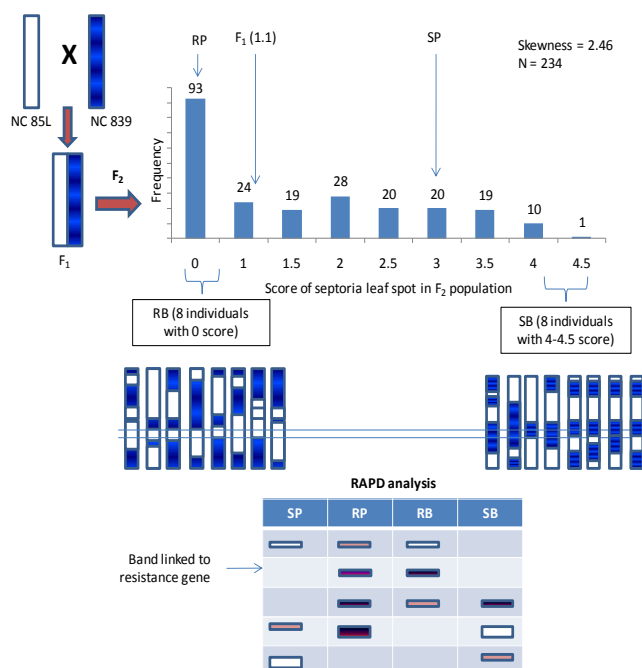 RP
F1 (1.1)
SP
Skewness = 2.46
N = 234
X
NC 85L
NC 839
F2
F1
Frequency
93
24
19
28
20
20
19
10
1
0 1 1.5 2 2.5 3 3.5 4 4.5
Score of septoria leaf spot in F2 population
RB (8 individuals
with 0 score)
SB (8 individuals
with 4-4.5 score)
RAPD analysis
SP RP RB SB
Band linked to
resistance gene